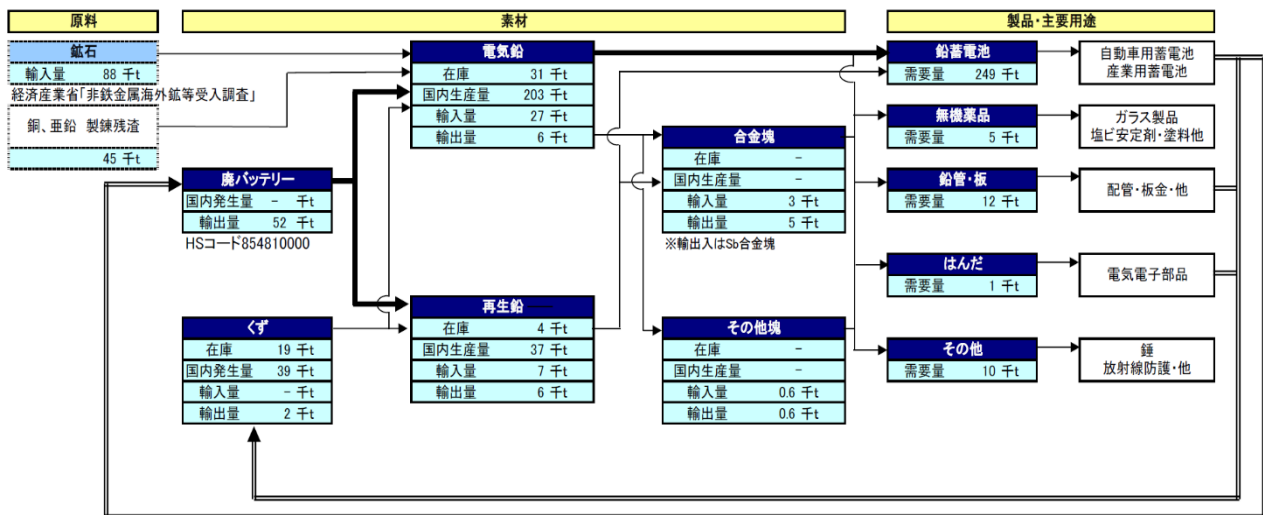 原料
素材
製品・主要用途
鉱石
輸入量 88 千t
経済産業省「非鉄金属海外鉱等受入調査」
銅、亜鉛 製錬残渣
45 千t
廃バッテリー
国内発生量 - 千t
輸出量 52 千t
HSコード854810000
くず
在庫 19 千t
国内発生量 39 千t
輸入量 - 千t
輸出量 2 千t
電気鉛
在庫 31 千t
国内生産量 203 千t
輸入量 27 千t
輸出量 6 千t
再生鉛
在庫 4 千t
国内生産量 37 千t
輸入量 7 千t
輸出量 6 千t
合金塊
在庫 -
国内生産量 -
輸入量 3 千t
輸出量 5 千t
※輸出入はSb合金塊
その他塊
在庫 -
国内生産量 -
輸入量 0.6 千t
輸出量 0.6 千t
鉛蓄電池
需要量 249 千t
自動車用蓄電池
産業用蓄電池
無機薬品
需要量 5 千t
ガラス製品
塩ビ安定剤・塗料他
鉛管・板
需要量 12 千t
配管・板金・他
はんだ
需要量 1 千t
電気電子部品
その他
需要量 10 千t
錘
放射線防護・他